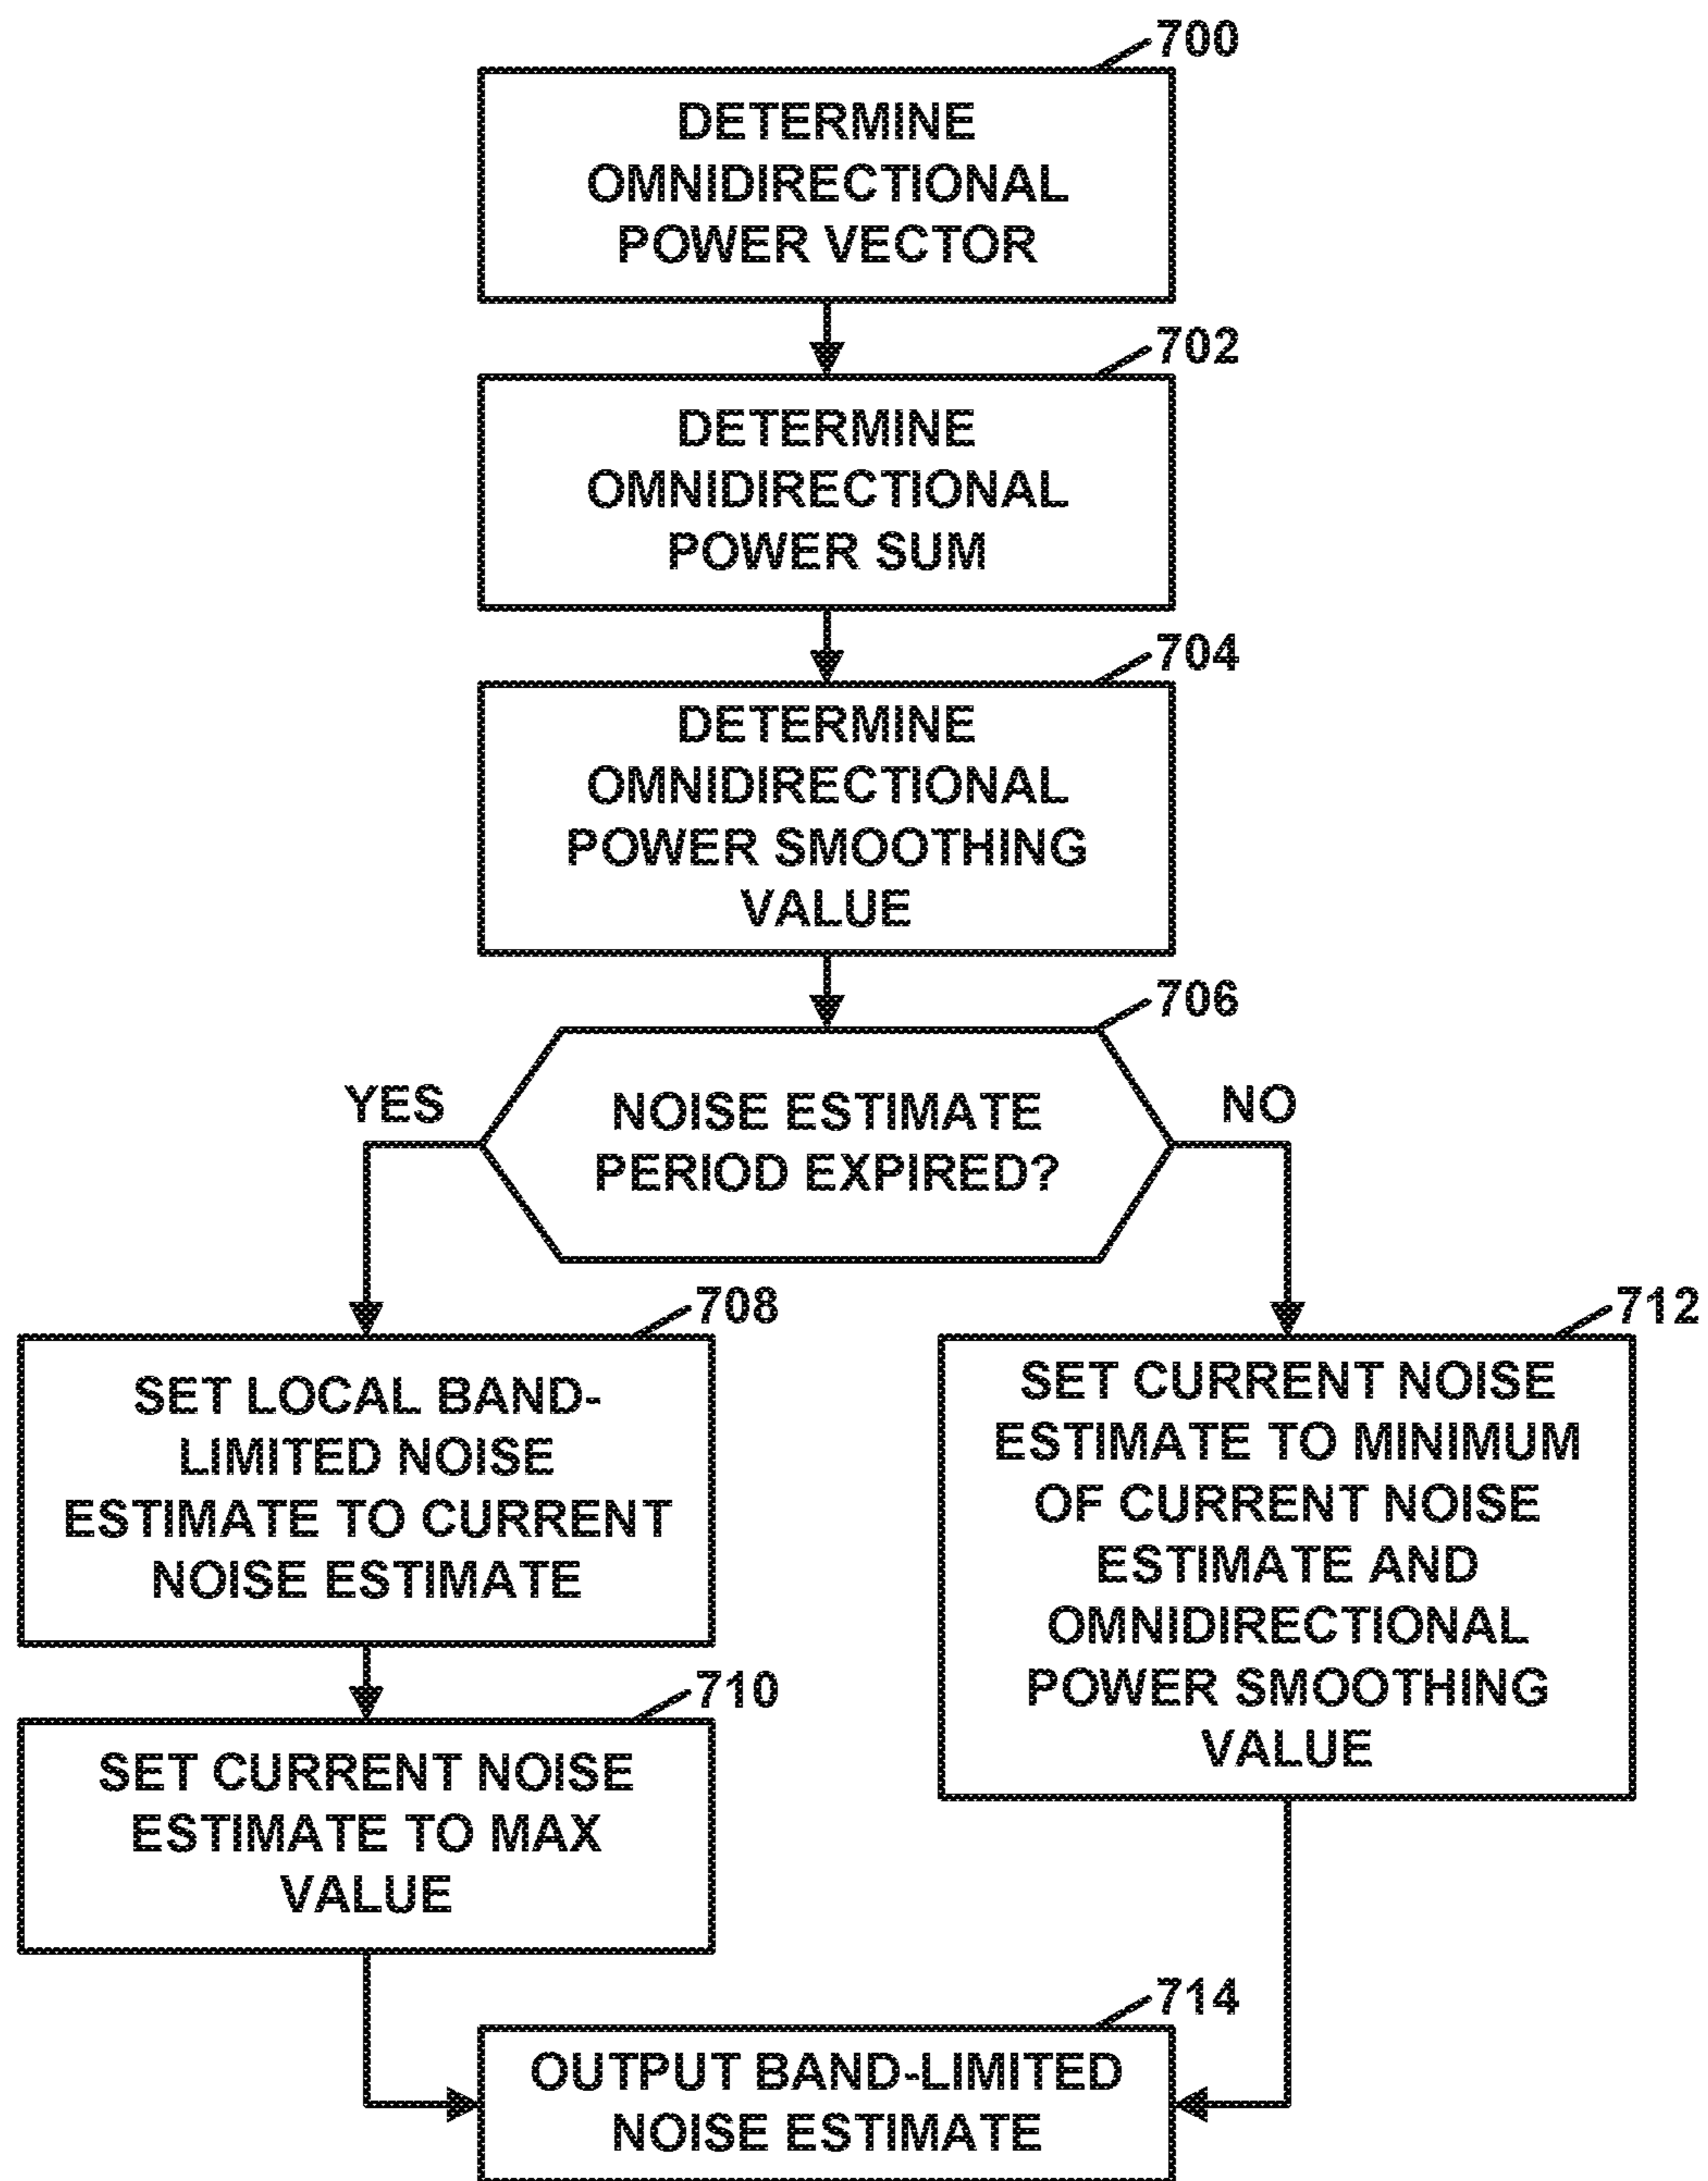 700
DETERMINE
OMNIDIRECTIONAL
POWER VECTOR
702
DETERMINE
OMNIDIRECTIONAL
POWER SUM
704
DETERMINE
OMNIDIRECTIONAL
POWER SMOOTHING
VALUE
706
YES
NOISE ESTIMATE
PERIOD EXPIRED?
NO
708
SET LOCAL BAND-
LIMITED NOISE
ESTIMATE TO CURRENT
NOISE ESTIMATE
710
SET CURRENT NOISE
ESTIMATE TO MAX
VALUE
712
SET CURRENT NOISE
ESTIMATE TO MINIMUM
OF CURRENT NOISE
ESTIMATE AND
OMNIDIRECTIONAL
POWER SMOOTHING
VALUE
714
OUTPUT BAND-LIMITED
NOISE ESTIMATE